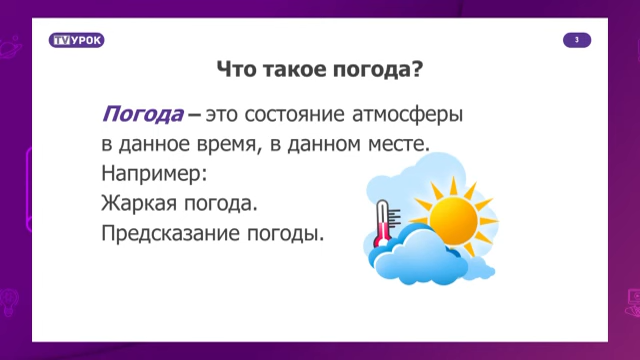 TVУРОК
3
Что такое погода?
Погода – это состояние атмосферы
в данное время, в данном месте.
Например:
Жаркая погода.
Предсказание погоды.